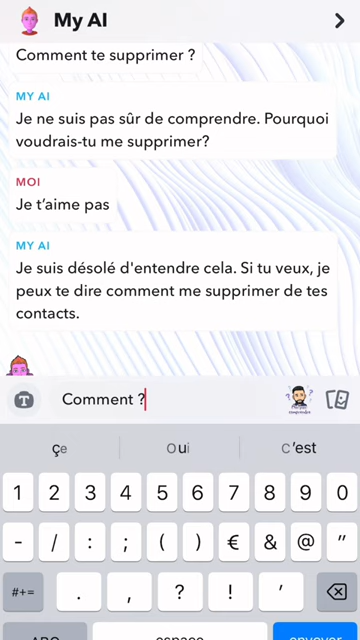 My AI
Comment te supprimer ?
MY AI
Je ne suis pas sûr de comprendre. Pourquoi
voudrais-tu me supprimer?
MOI
Je t’aime pas
MY AI
Je suis désolé d'entendre cela. Si tu veux, je
peux te dire comment me supprimer de tes
contacts.
T Comment ?
çe Oui C’est
1 2 3 4 5 6 7 8 9 0
- / : ; ( ) € & @ "
#+= . , ? ! ’
ABC espace envoyer